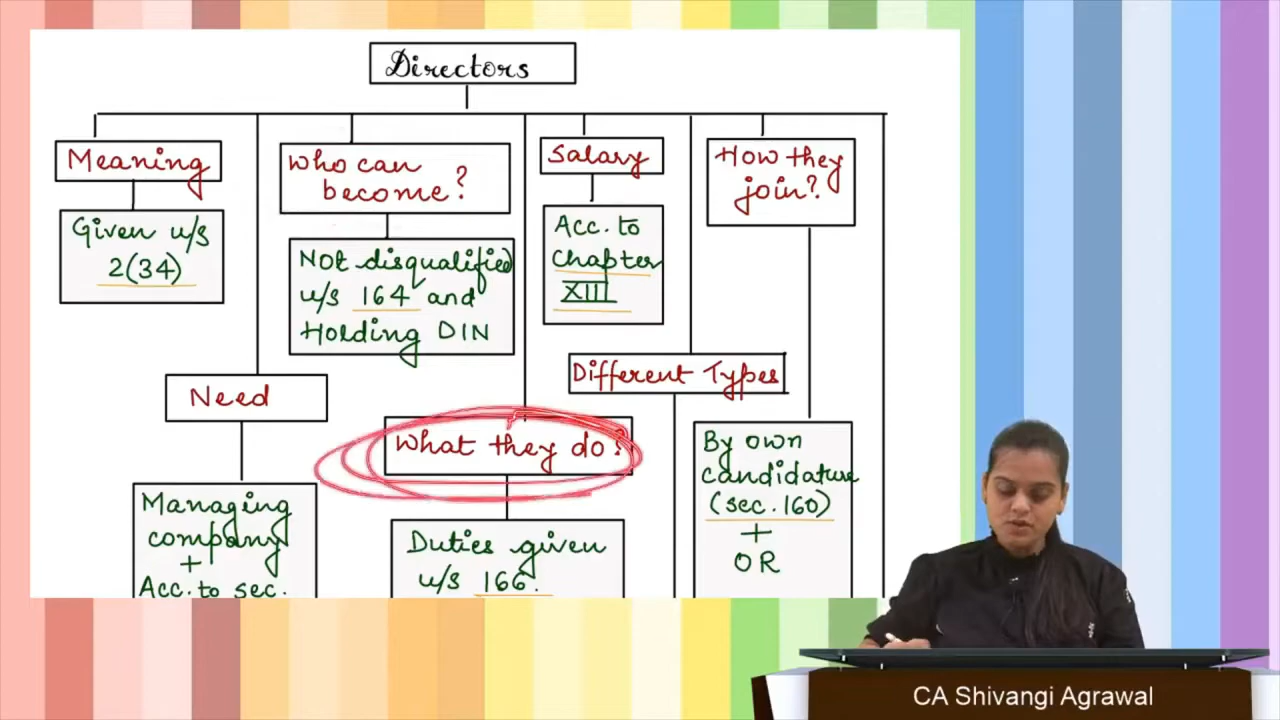 Directors
Meaning
Given u/s
2(34)
Need
Managing
company
+
Acc. to sec.
Who can
become?
Not disqualified
u/s 164 and
Holding DIN
What they do?
Duties given
u/s 166.
Salary
Acc. to
Chapter
XIII
Different Types
How they
join?
By own
candidature
(sec. 160)
+
OR
CA Shivangi Agrawal